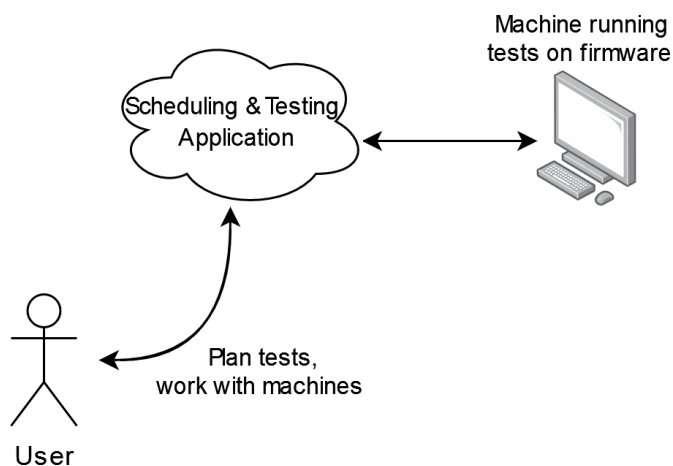 Machine running
tests on firmware
Scheduling & Testing
Application
Plan tests,
work with machines
User